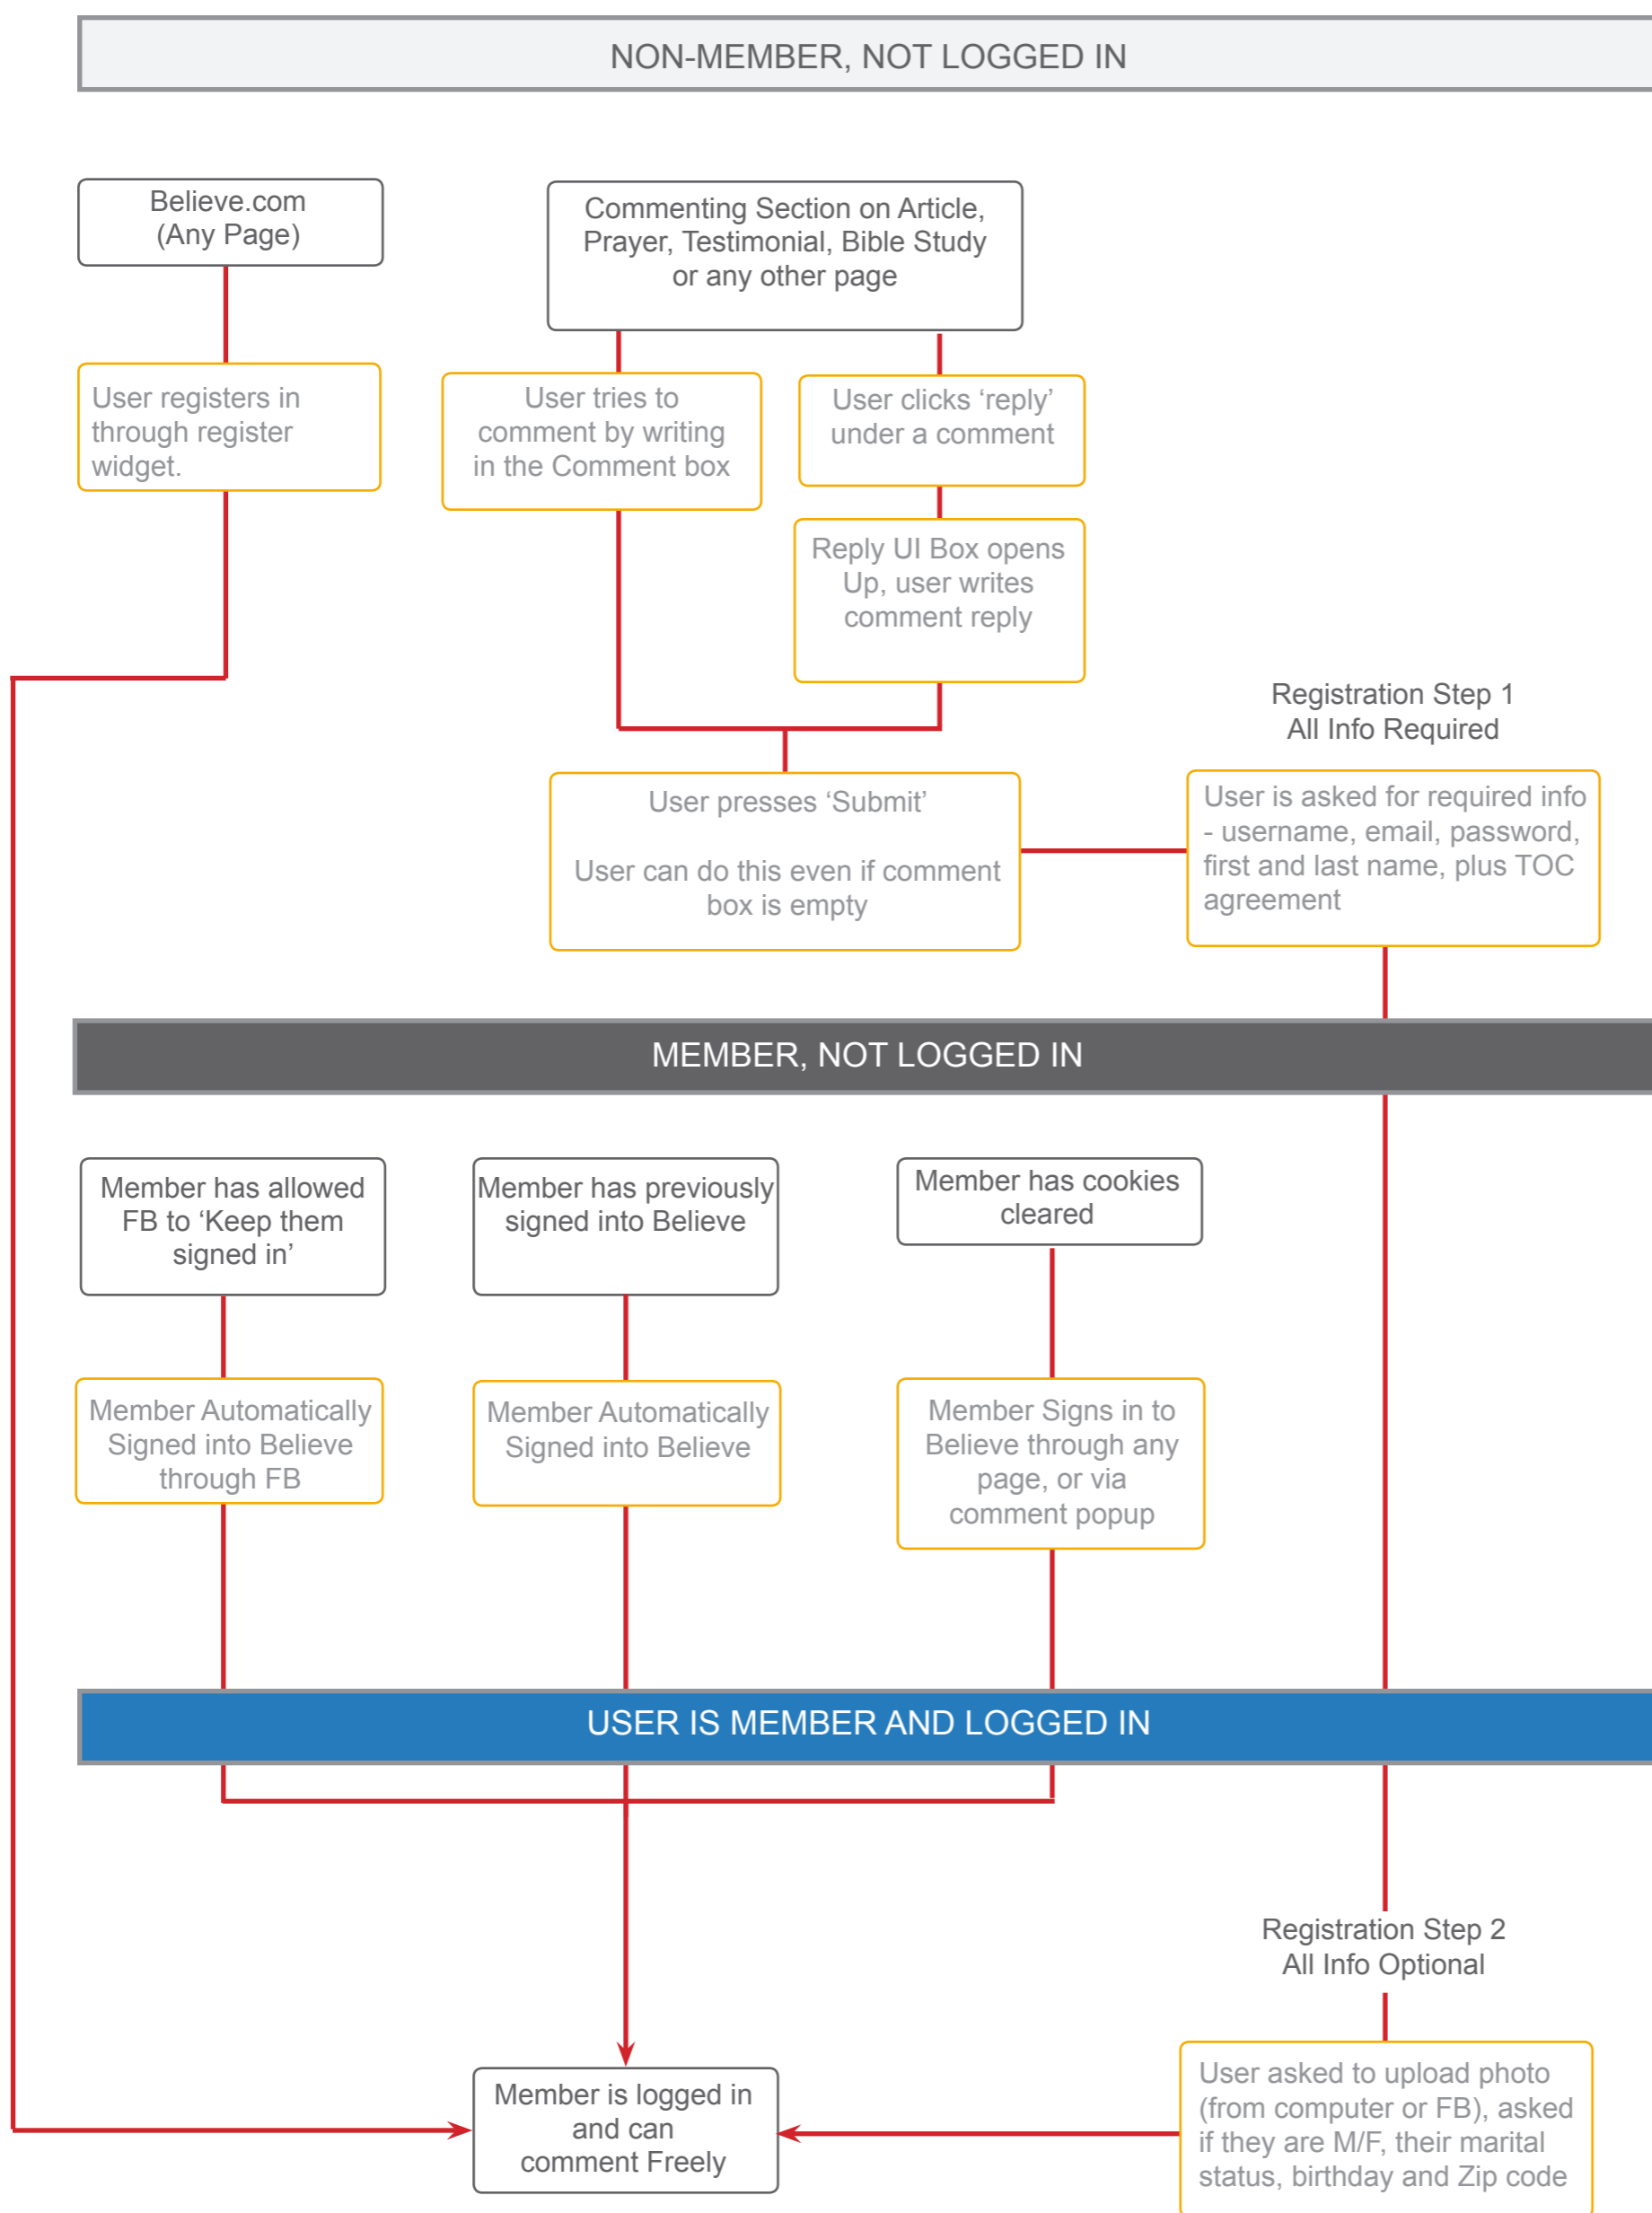 NON-MEMBER, NOT LOGGED IN
Believe.com
(Any Page)
Commenting Section on Article,
Prayer, Testimonial, Bible Study
or any other page
User registers in
through register
widget.
User tries to
comment by writing
in the Comment box
User clicks ‘reply’
under a comment
Reply UI Box opens
Up, user writes
comment reply
Registration Step 1
All Info Required
User presses ‘Submit’
User can do this even if comment
box is empty
User is asked for required info
- username, email, password,
first and last name, plus TOC
agreement
MEMBER, NOT LOGGED IN
Member has allowed
FB to ‘Keep them
signed in’
Member has previously
signed into Believe
Member has cookies
cleared
Member Automatically
Signed into Believe
through FB
Member Automatically
Signed into Believe
Member Signs in to
Believe through any
page, or via
comment popup
USER IS MEMBER AND LOGGED IN
Registration Step 2
All Info Optional
Member is logged in
and can
comment Freely
User asked to upload photo
(from computer or FB), asked
if they are M/F, their marital
status, birthday and Zip code